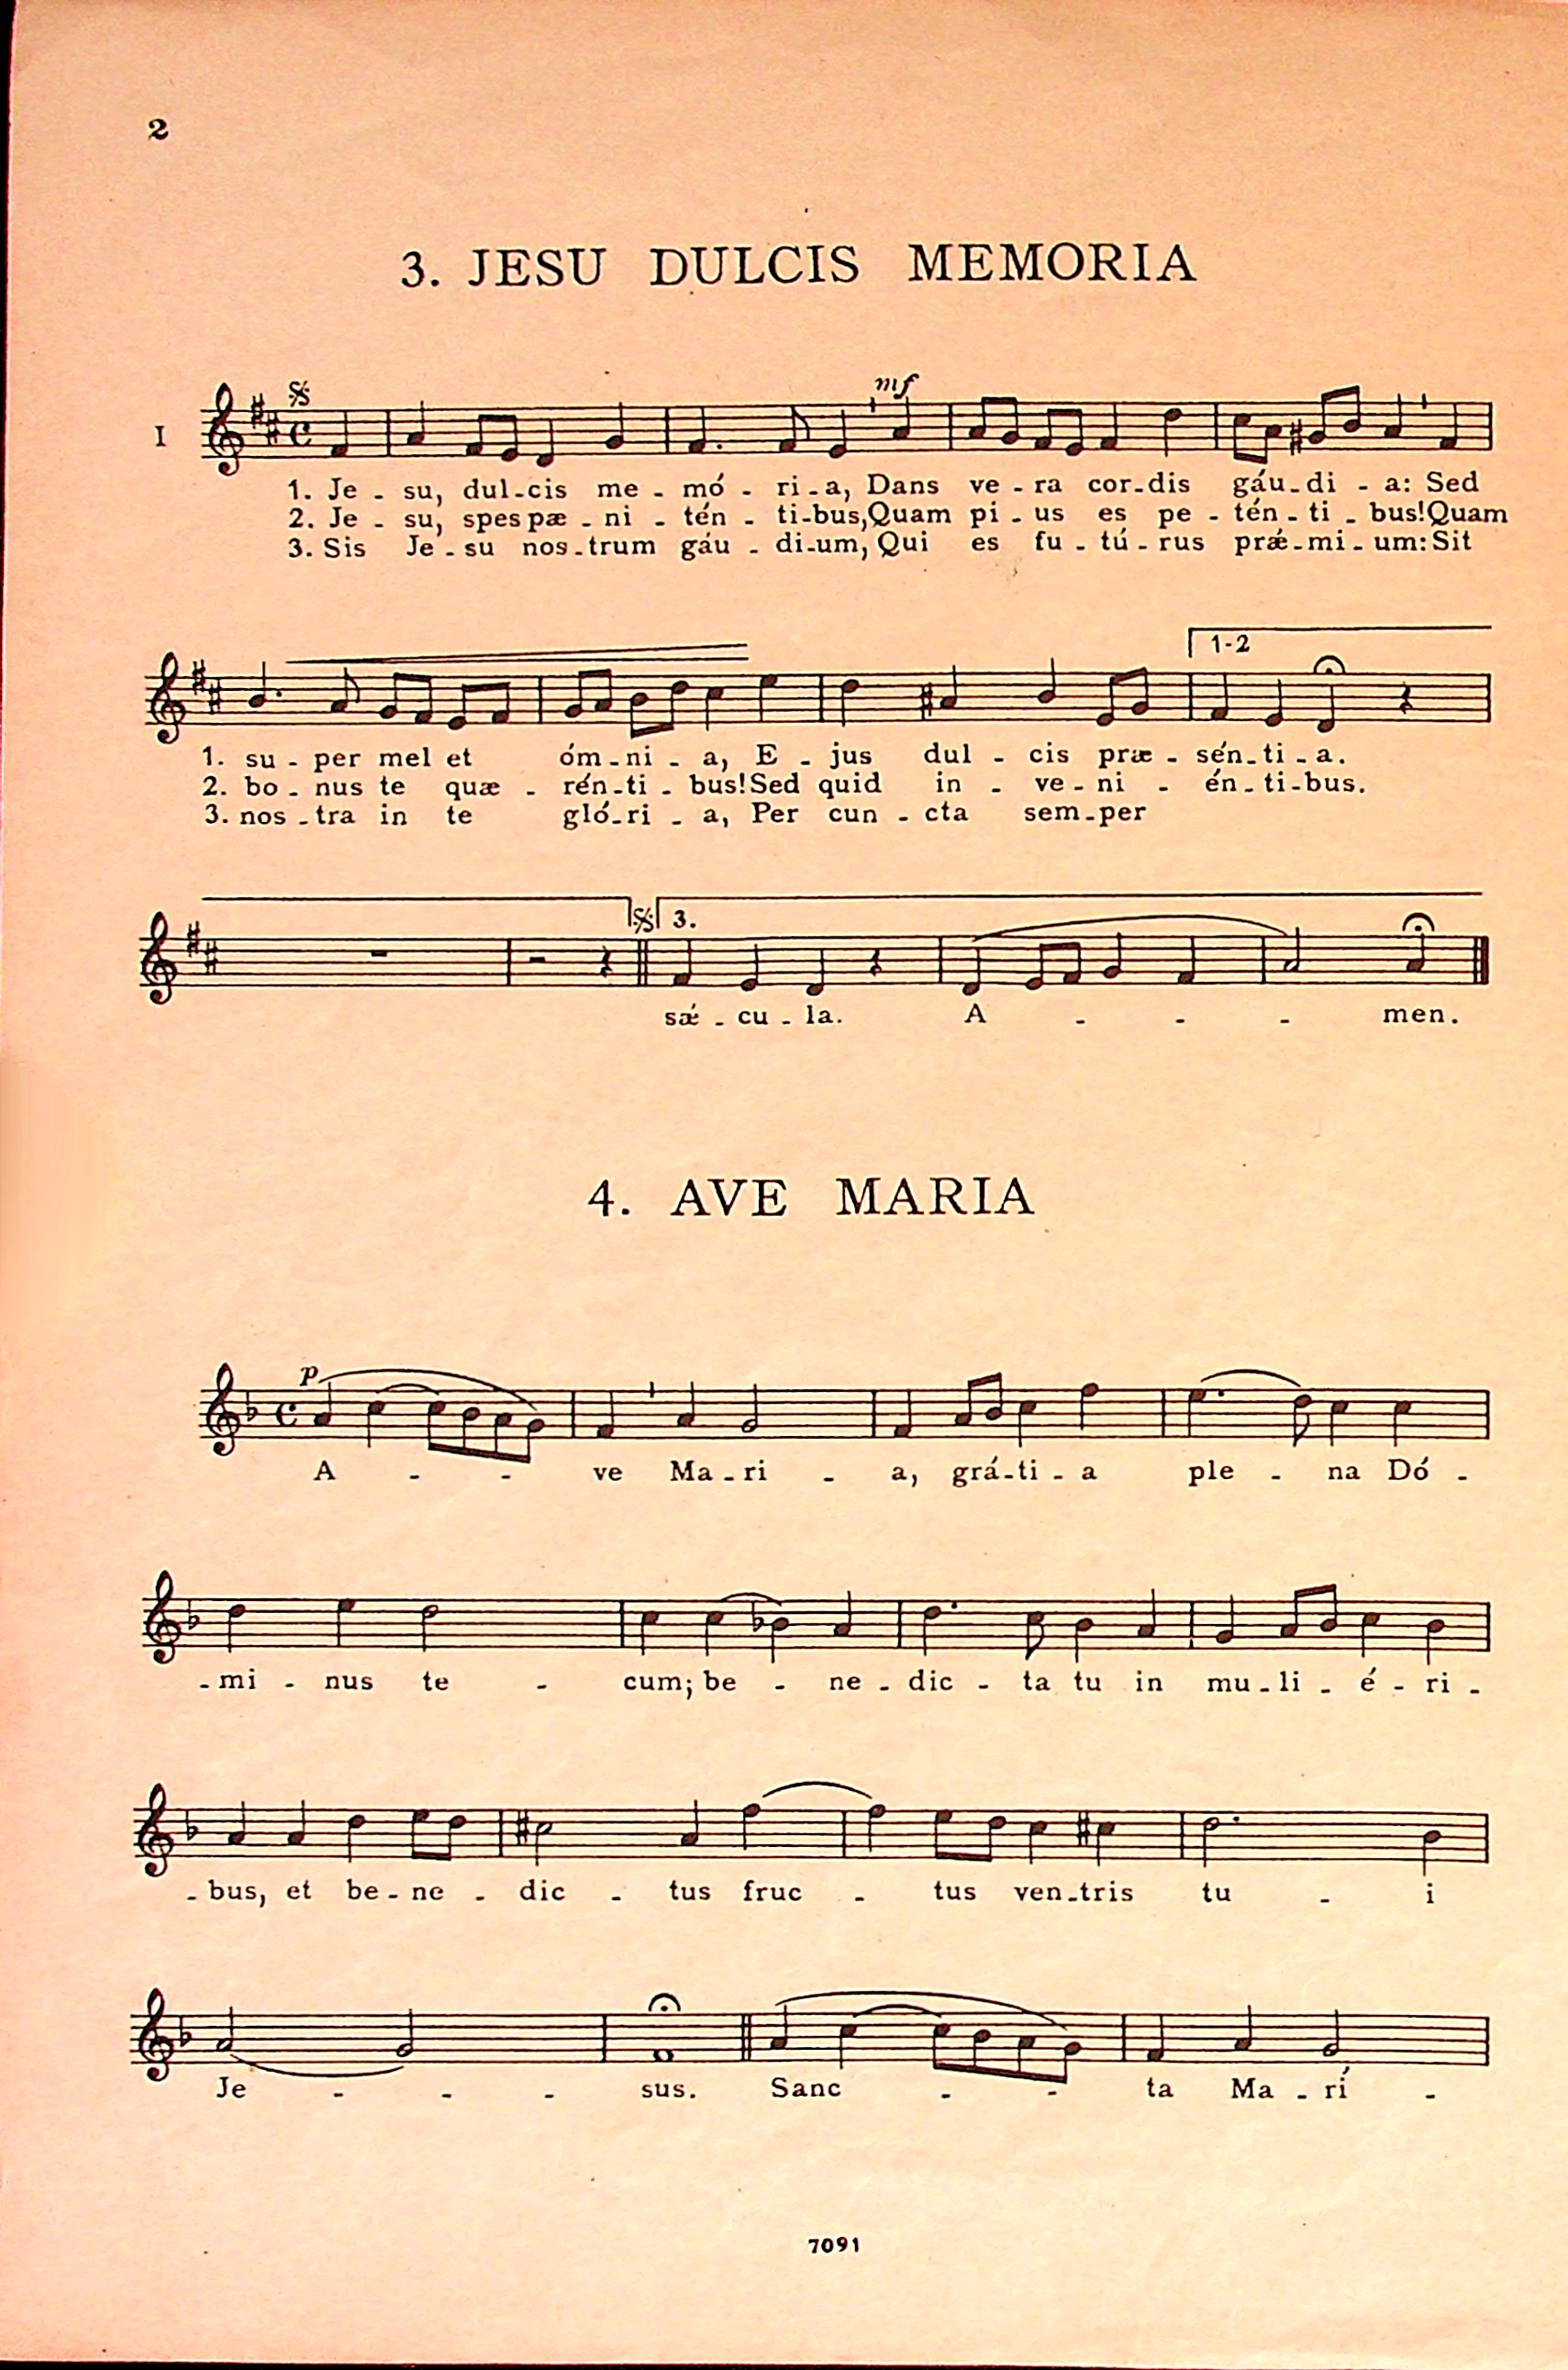 2
3. JESU DULCIS MEMORIA
mf
I
1. Je - su, dul-cis me - mó - ri-a, Dans ve - ra cor-dis gáu-di - a: Sed
2. Je - su, spes pæ - ni - tén - ti-bus, Quam pi - us es pe - tén - ti - bus! Quam
3. Sis Je - su nos-trum gáu - di-um, Qui es fu - tú - rus prǽ-mi - um: Sit
1-2
1. su - per mel et óm-ni - a, E - jus dul - cis præ - sén-ti - a.
2. bo - nus te quæ - rén-ti - bus! Sed quid in - ve - ni - én-ti-bus.
3. nos - tra in te gló-ri - a, Per cun - cta sem-per
3.
sǽ - cu - la. A - - - men.
4. AVE MARIA
p
A - - ve Ma - ri - a, grá-ti - a ple - na Dó -
- mi - nus te - cum; be - ne - dic - ta tu in mu - li - é - ri -
- bus, et be - ne - dic - tus fruc - tus ven-tris tu - i
Je - - - sus. Sanc - - ta Ma - rí -
7091